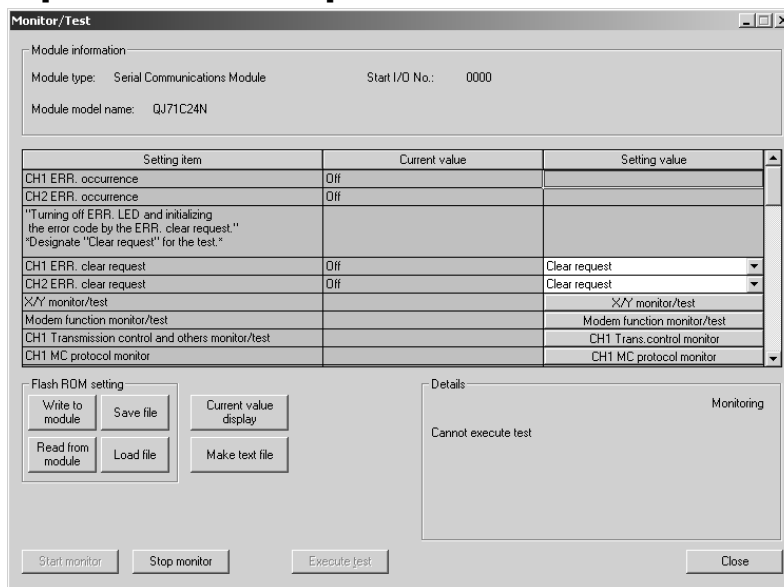 Monitor/Test
Module information
Module type: Serial Communications Module Start I/O No.: 0000
Module model name: QJ71C24N
Setting item Current value Setting value
CH1 ERR. occurrence Off
CH2 ERR. occurrence Off
"Turning off ERR. LED and initializing
the error code by the ERR. clear request."
*Designate "Clear request" for the test.*
CH1 ERR. clear request Off Clear request
CH2 ERR. clear request Off Clear request
X/Y monitor/test X/Y monitor/test
Modem function monitor/test Modem function monitor/test
CH1 Transmission control and others monitor/test CH1 Trans.control monitor
CH1 MC protocol monitor CH1 MC protocol monitor
Flash ROM setting
Write to
module
Save file
Current value
display
Read from
module
Load file
Make text file
Details
Monitoring
Cannot execute test
Start monitor Stop monitor Execute test Close